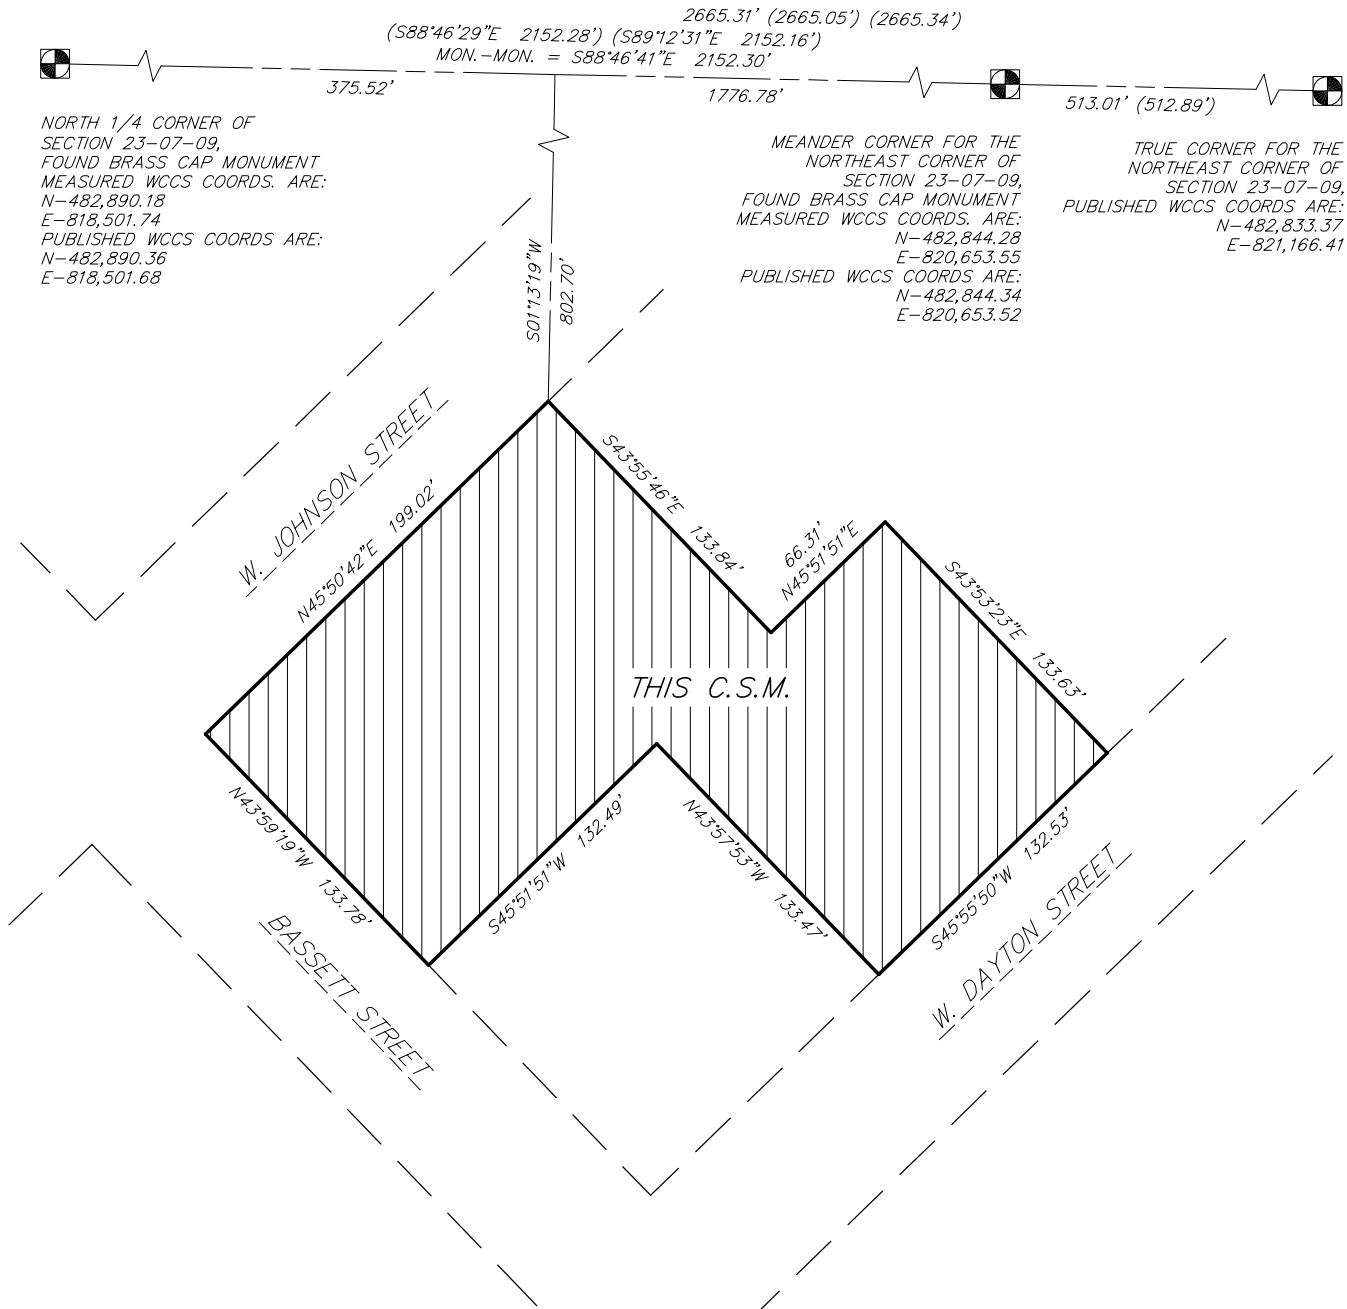 2665.31' (2665.05') (2665.34')
(S88°46'29"E 2152.28') (S89°12'31"E 2152.16')
MON.-MON. = S88°46'41"E 2152.30'
375.52'
1776.78'
513.01' (512.89')
NORTH 1/4 CORNER OF
SECTION 23-07-09,
FOUND BRASS CAP MONUMENT
MEASURED WCCS COORDS. ARE:
N-482,890.18
E-818,501.74
PUBLISHED WCCS COORDS ARE:
N-482,890.36
E-818,501.68
MEANDER CORNER FOR THE
NORTHEAST CORNER OF
SECTION 23-07-09,
FOUND BRASS CAP MONUMENT
MEASURED WCCS COORDS. ARE:
N-482,844.28
E-820,653.55
PUBLISHED WCCS COORDS ARE:
N-482,844.34
E-820,653.52
TRUE CORNER FOR THE
NORTHEAST CORNER OF
SECTION 23-07-09,
PUBLISHED WCCS COORDS ARE:
N-482,833.37
E-821,166.41
S01°13'19"W
802.70'
W. JOHNSON STREET
N45°50'42"E 199.02'
S43°55'46"E 133.84'
66.31'
N45°51'51"E
S43°53'23"E 133.63'
THIS C.S.M.
N43°59'19"W 133.78'
S45°51'51"W 132.49'
N43°57'53"W 133.47'
S45°55'50"W 132.53'
BASSETT STREET
W. DAYTON STREET